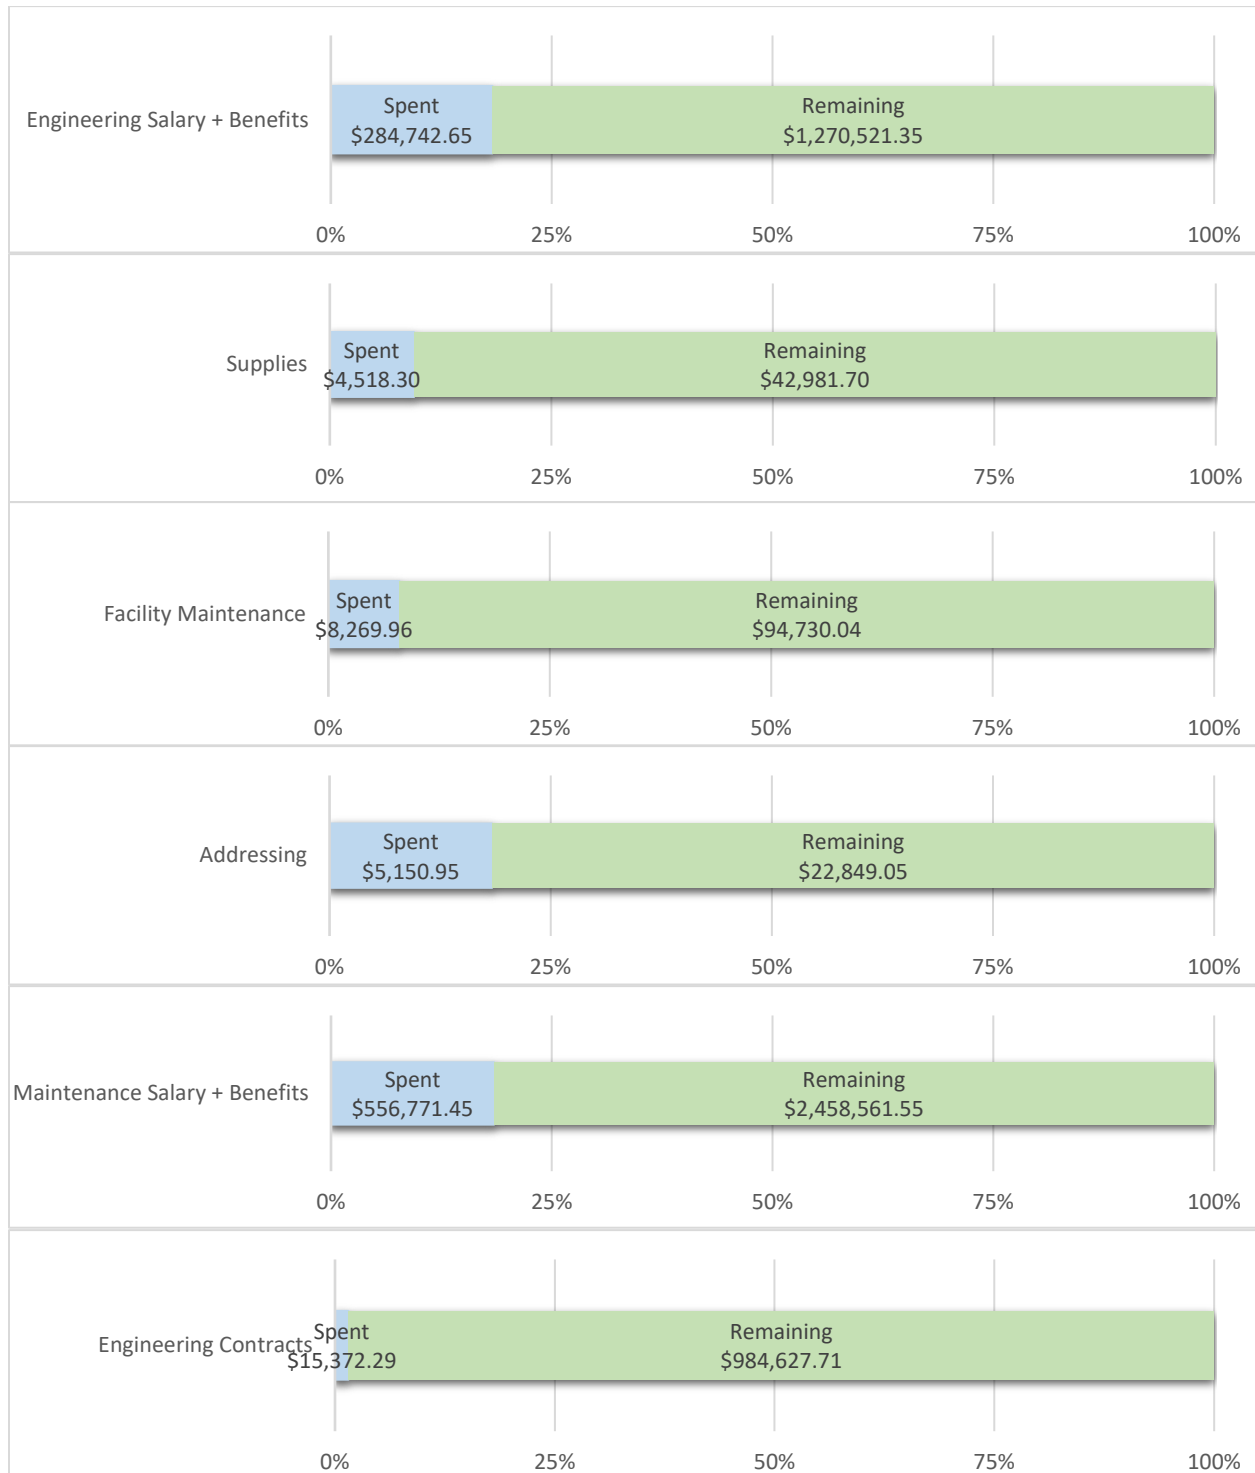 Engineering Salary + Benefits
Spent
$284,742.65
Remaining
$1,270,521.35
0% 25% 50% 75% 100%
Supplies
Spent
$4,518.30
Remaining
$42,981.70
0% 25% 50% 75% 100%
Facility Maintenance
Spent
$8,269.96
Remaining
$94,730.04
0% 25% 50% 75% 100%
Addressing
Spent
$5,150.95
Remaining
$22,849.05
0% 25% 50% 75% 100%
Maintenance Salary + Benefits
Spent
$556,771.45
Remaining
$2,458,561.55
0% 25% 50% 75% 100%
Engineering Contracts
Spent
$15,372.29
Remaining
$984,627.71
0% 25% 50% 75% 100%